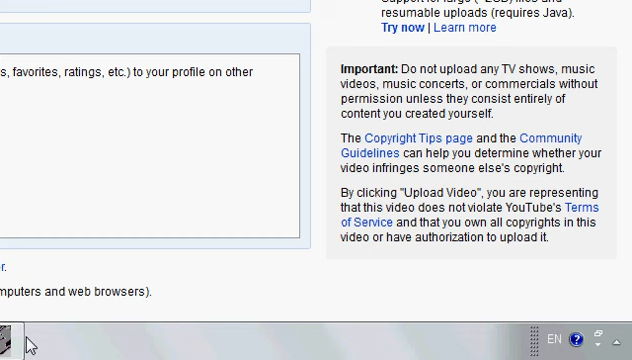 resumable uploads (requires Java).
Try now | Learn more
s, favorites, ratings, etc.) to your profile on other
Important: Do not upload any TV shows, music
videos, music concerts, or commercials without
permission unless they consist entirely of
content you created yourself.
The Copyright Tips page and the Community
Guidelines can help you determine whether your
video infringes someone else's copyright.
By clicking "Upload Video", you are representing
that this video does not violate YouTube's Terms
of Service and that you own all copyrights in this
video or have authorization to upload it.
r.
mputers and web browsers).
EN